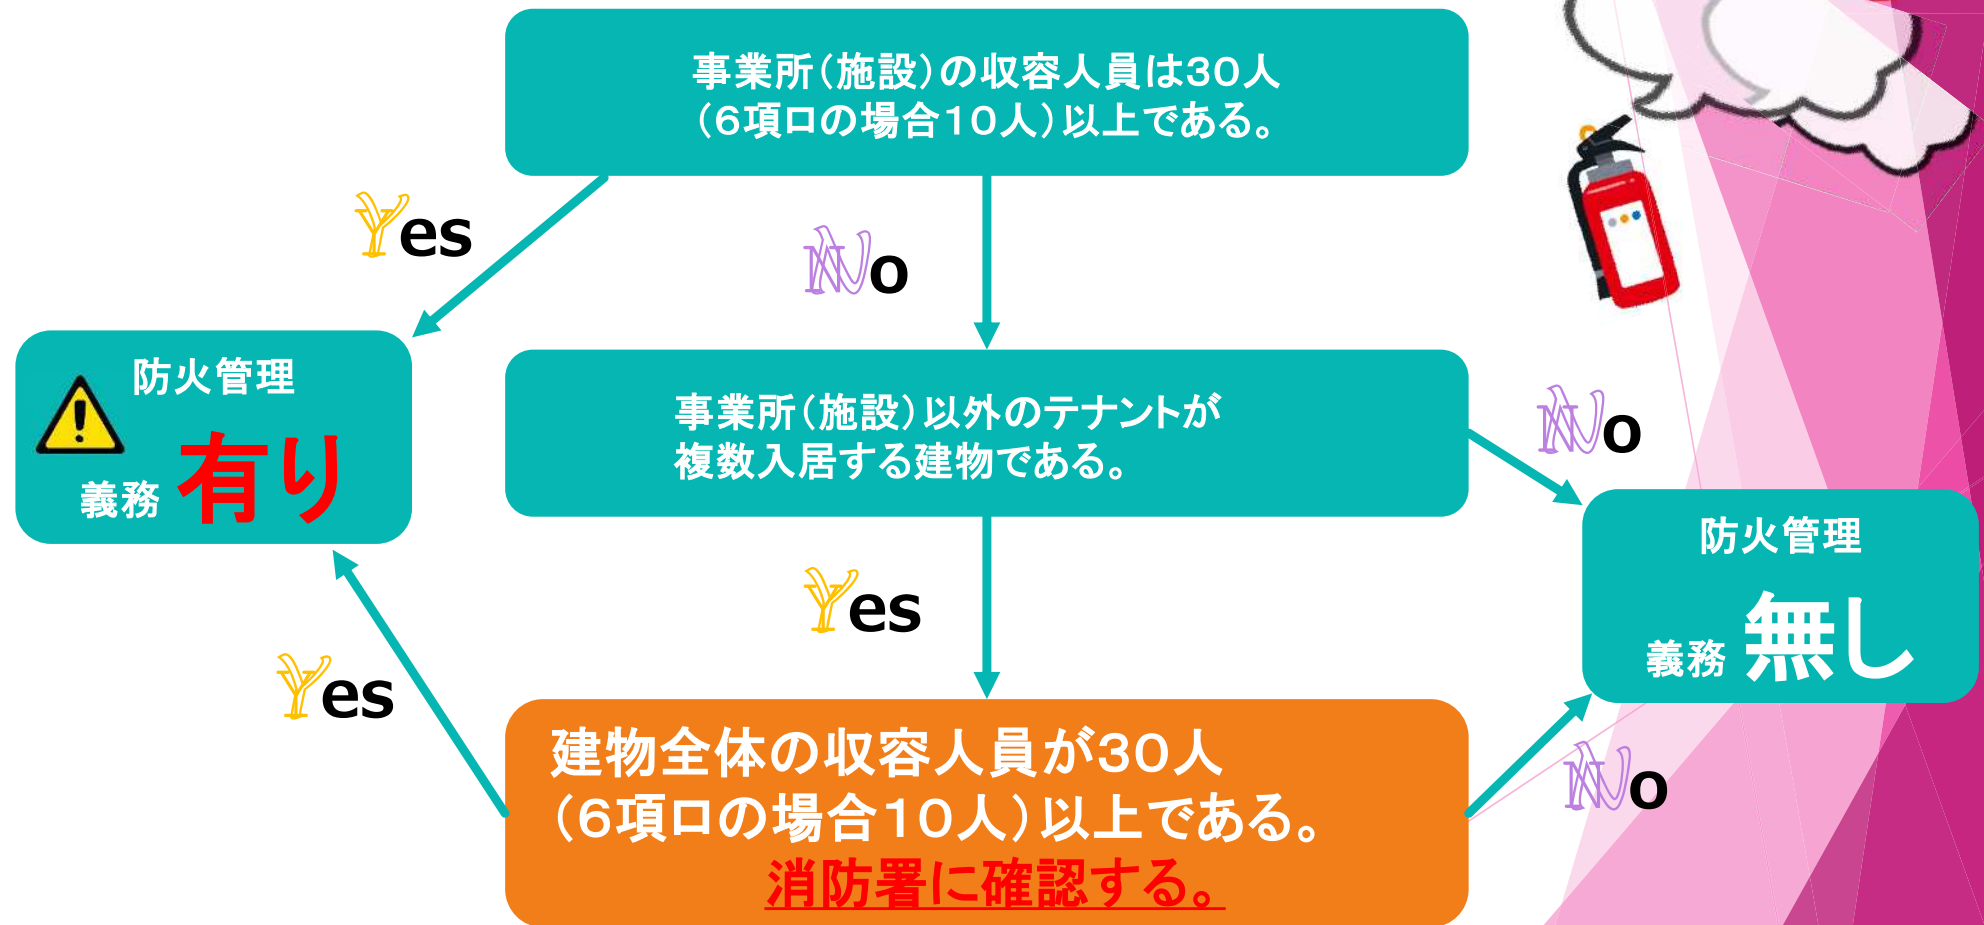 事業所（施設）の収容人員は30人
（6項ロの場合10人）以上である。
Yes
No
防火管理
義務 有り
事業所（施設）以外のテナントが
複数入居する建物である。
No
防火管理
義務 無し
Yes
Yes
建物全体の収容人員が30人
（6項ロの場合10人）以上である。
消防署に確認する。
No